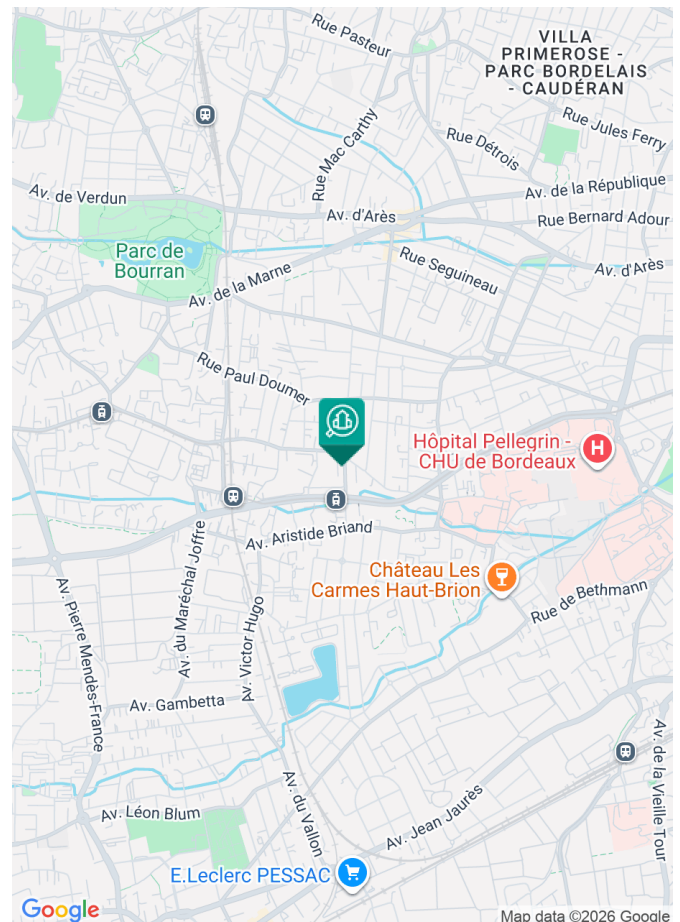 Rue Pasteur
VILLA
PRIMEROSE -
PARC BORDELAIS
- CAUDÉRAN
Rue Mac Carthy
Rue Jules Ferry
Rue Détrois
Av. de Verdun
Av. de la République
Av. d'Arès
Rue Bernard Adour
Parc de
Bourran
Rue Seguineau
Av. d'Arès
Av. de la Marne
Rue Paul Doumer
Hôpital Pellegrin -
CHU de Bordeaux
H
Av. Aristide Briand
Château Les
Carmes Haut-Brion
Av. du Maréchal Joffre
Av. Pierre Mendès-France
Av. Victor Hugo
Rue de Bethmann
Av. Gambetta
Av. de la Vieille Tour
Av. du Vallon
Av. Léon Blum
Av. Jean Jaurès
E.Leclerc PESSAC
Google
Map data ©2026 Google